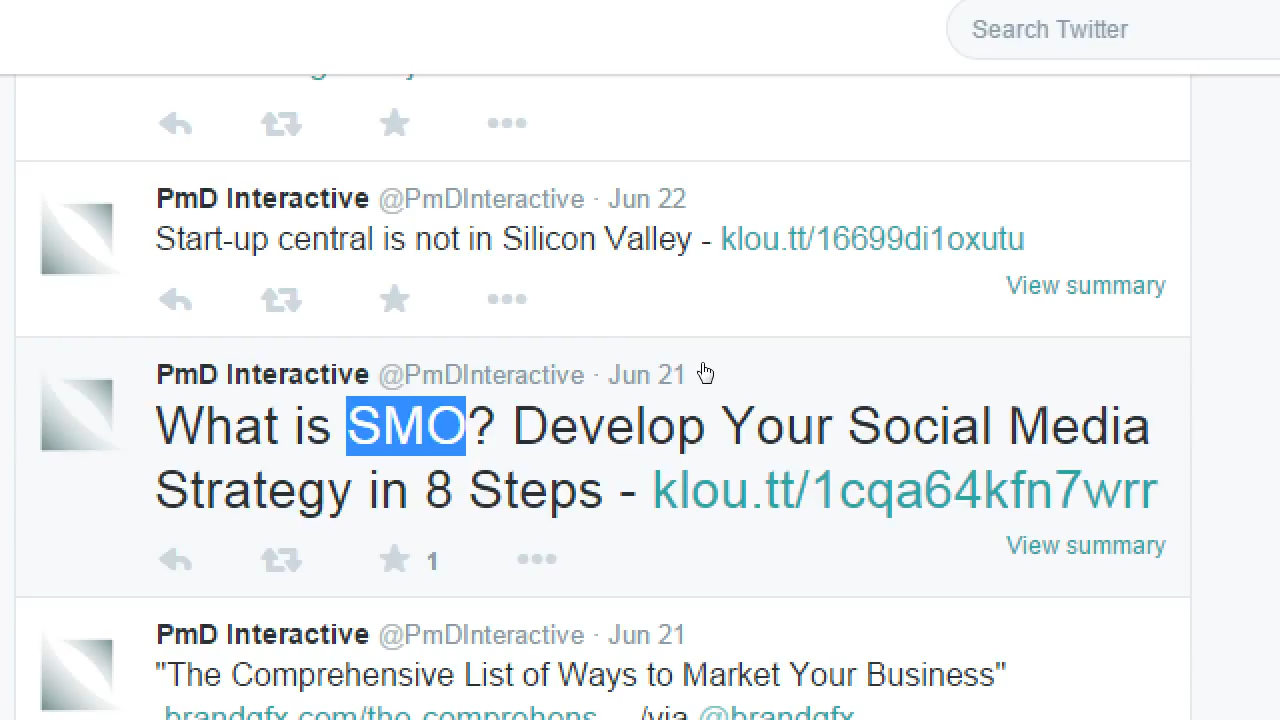 Search Twitter
PmD Interactive @PmDInteractive · Jun 22
Start-up central is not in Silicon Valley - klou.tt/16699di1oxutu
View summary
PmD Interactive @PmDInteractive · Jun 21
What is SMO? Develop Your Social Media
Strategy in 8 Steps - klou.tt/1cqa64kfn7wrr
1
View summary
PmD Interactive @PmDInteractive · Jun 21
"The Comprehensive List of Ways to Market Your Business"
brandgfx.com/the-comprehens… /via @brandgfx